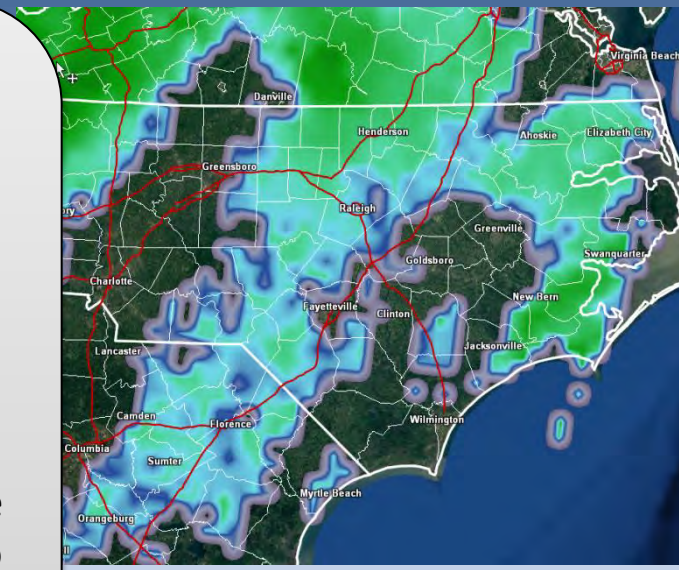 Virginia Beach
Danville
Henderson
Ahoskie
Elizabeth City
Greensboro
ory
Raleigh
Greenville
Goldsboro
Swanquarter
Charlotte
New Bern
Fayetteville
Clinton
Lancaster
Jacksonville
Camden
Florence
Wilmington
Columbia
Sumter
Myrtle Beach
Orangeburg